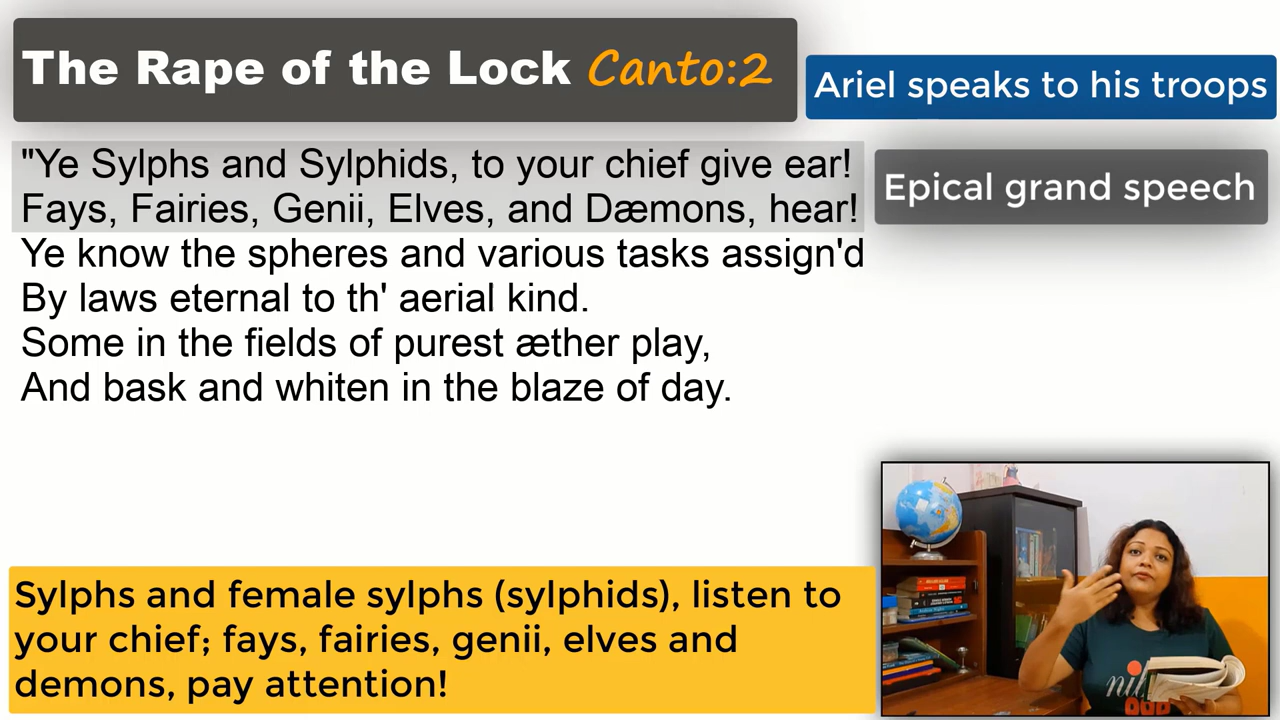 The Rape of the Lock Canto:2
Ariel speaks to his troops
"Ye Sylphs and Sylphids, to your chief give ear!
Fays, Fairies, Genii, Elves, and Dæmons, hear!
Epical grand speech
Ye know the spheres and various tasks assign'd
By laws eternal to th' aerial kind.
Some in the fields of purest æther play,
And bask and whiten in the blaze of day.
Sylphs and female sylphs (sylphids), listen to
your chief; fays, fairies, genii, elves and
demons, pay attention!